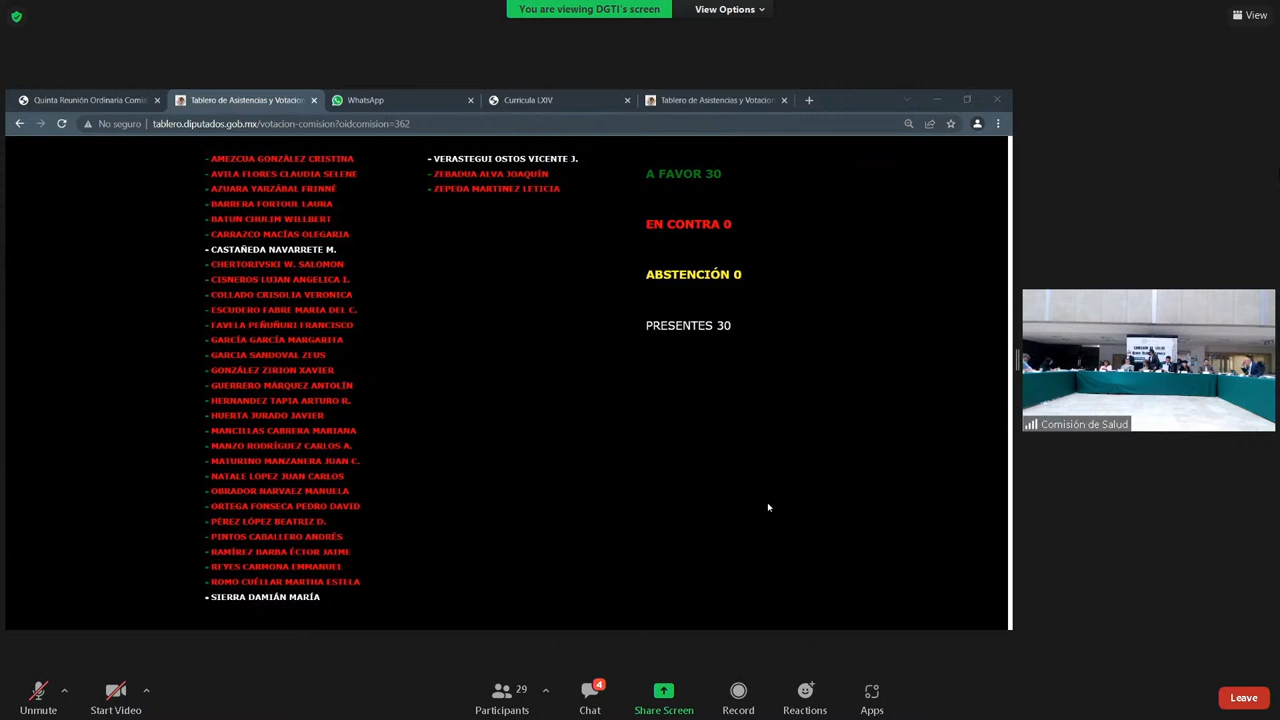 You are viewing DGTI's screen
View Options
View
Quinta Reunión Ordinaria Comis
Tablero de Asistencias y Votacion
WhatsApp
Curricula LXIV
Tablero de Asistencias y Votacion
No seguro
tablero.diputados.gob.mx/votacion-comision?oidcomision=362
- AMEZCUA GONZÁLEZ CRISTINA
- AVILA FLORES CLAUDIA SELENE
- AZUARA YARZÁBAL FRINNÉ
- BARRERA FORTOUL LAURA
- BATUN CHULIM WILLBERT
- CARRAZCO MACÍAS OLEGARIA
- CASTAÑEDA NAVARRETE M.
- CHERTORIVSKI W. SALOMON
- CISNEROS LUJAN ANGELICA I.
- COLLADO CRISOLIA VERONICA
- ESCUDERO FABRE MARIA DEL C.
- FAVELA PEÑUÑURI FRANCISCO
- GARCÍA GARCÍA MARGARITA
- GARCIA SANDOVAL ZEUS
- GONZÁLEZ ZIRION XAVIER
- GUERRERO MÁRQUEZ ANTOLÍN
- HERNANDEZ TAPIA ARTURO R.
- HUERTA JURADO JAVIER
- MANCILLAS CABRERA MARIANA
- MANZO RODRÍGUEZ CARLOS A.
- MATURINO MANZANERA JUAN C.
- NATALE LOPEZ JUAN CARLOS
- OBRADOR NARVAEZ MANUELA
- ORTEGA FONSECA PEDRO DAVID
- PÉREZ LÓPEZ BEATRIZ D.
- PINTOS CABALLERO ANDRÉS
- RAMÍREZ BARBA ÉCTOR JAIME
- REYES CARMONA EMMANUEL
- ROMO CUÉLLAR MARTHA ESTELA
- SIERRA DAMIÁN MARÍA
- VERASTEGUI OSTOS VICENTE J.
- ZEBADUA ALVA JOAQUÍN
- ZEPEDA MARTINEZ LETICIA
A FAVOR 30
EN CONTRA 0
ABSTENCIÓN 0
PRESENTES 30
COMISIÓN DE SALUD
Comisión de Salud
Unmute
Start Video
29
Participants
4
Chat
Share Screen
Record
Reactions
Apps
Leave